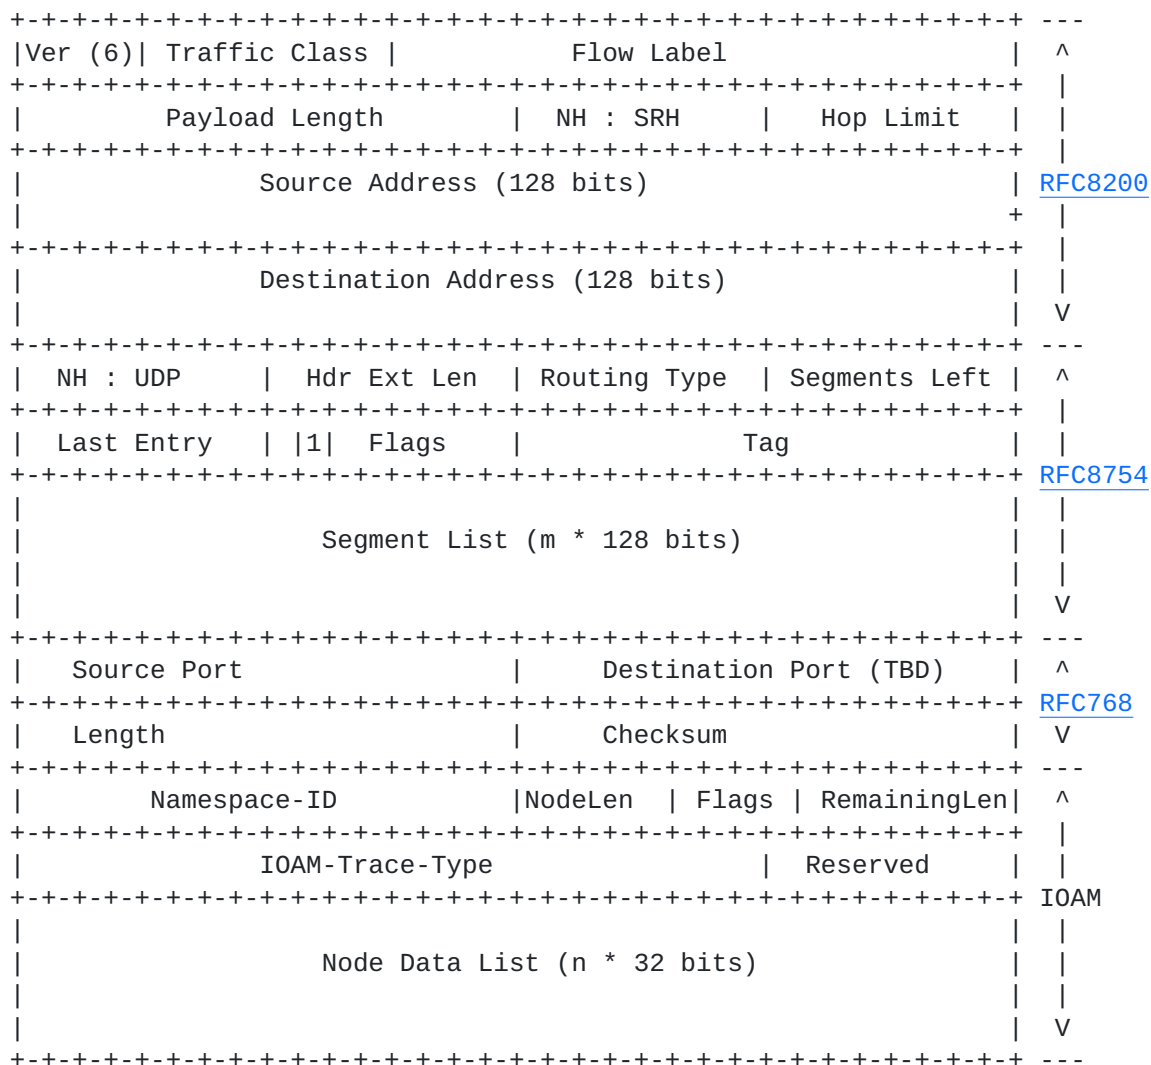 +-+-+-+-+-+-+-+-+-+-+-+-+-+-+-+-+-+-+-+-+-+-+-+-+-+-+-+-+-+-+-+-+ ---
|Ver (6)| Traffic Class |           Flow Label                  |  ^
+-+-+-+-+-+-+-+-+-+-+-+-+-+-+-+-+-+-+-+-+-+-+-+-+-+-+-+-+-+-+-+-+  |
|         Payload Length        |  NH : SRH     |   Hop Limit   |  |
+-+-+-+-+-+-+-+-+-+-+-+-+-+-+-+-+-+-+-+-+-+-+-+-+-+-+-+-+-+-+-+-+  |
|               Source Address (128 bits)                       | RFC8200
|                                                               +  |
+-+-+-+-+-+-+-+-+-+-+-+-+-+-+-+-+-+-+-+-+-+-+-+-+-+-+-+-+-+-+-+-+  |
|               Destination Address (128 bits)                  |  |
|                                                               |  V
+-+-+-+-+-+-+-+-+-+-+-+-+-+-+-+-+-+-+-+-+-+-+-+-+-+-+-+-+-+-+-+-+ ---
|  NH : UDP     |  Hdr Ext Len  | Routing Type  | Segments Left |  ^
+-+-+-+-+-+-+-+-+-+-+-+-+-+-+-+-+-+-+-+-+-+-+-+-+-+-+-+-+-+-+-+-+  |
|  Last Entry   | |1|  Flags    |              Tag              |  |
+-+-+-+-+-+-+-+-+-+-+-+-+-+-+-+-+-+-+-+-+-+-+-+-+-+-+-+-+-+-+-+-+ RFC8754
|                                                               |  |
|                   Segment List (m * 128 bits)                 |  |
|                                                               |  |
|                                                               |  V
+-+-+-+-+-+-+-+-+-+-+-+-+-+-+-+-+-+-+-+-+-+-+-+-+-+-+-+-+-+-+-+-+ ---
|   Source Port                 |     Destination Port (TBD)    |  ^
+-+-+-+-+-+-+-+-+-+-+-+-+-+-+-+-+-+-+-+-+-+-+-+-+-+-+-+-+-+-+-+-+ RFC768
|   Length                      |     Checksum                  |  V
+-+-+-+-+-+-+-+-+-+-+-+-+-+-+-+-+-+-+-+-+-+-+-+-+-+-+-+-+-+-+-+-+ ---
|        Namespace-ID           |NodeLen  | Flags | RemainingLen|  ^
+-+-+-+-+-+-+-+-+-+-+-+-+-+-+-+-+-+-+-+-+-+-+-+-+-+-+-+-+-+-+-+-+  |
|               IOAM-Trace-Type                 |  Reserved     |  |
+-+-+-+-+-+-+-+-+-+-+-+-+-+-+-+-+-+-+-+-+-+-+-+-+-+-+-+-+-+-+-+-+ IOAM
|                                                               |  |
|                   Node Data List (n * 32 bits)                |  |
|                                                               |  |
|                                                               |  V
+-+-+-+-+-+-+-+-+-+-+-+-+-+-+-+-+-+-+-+-+-+-+-+-+-+-+-+-+-+-+-+-+ ---